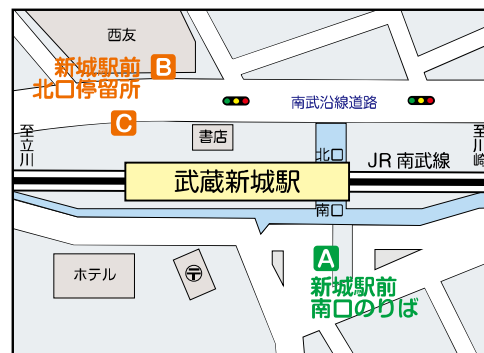 西友
新城駅前
北口停留所
B
C
南武沿線道路
至立川
書店
北口
JR 南武線
至川崎
武蔵新城駅
南口
ホテル
〒
A
新城駅前
南口のりば